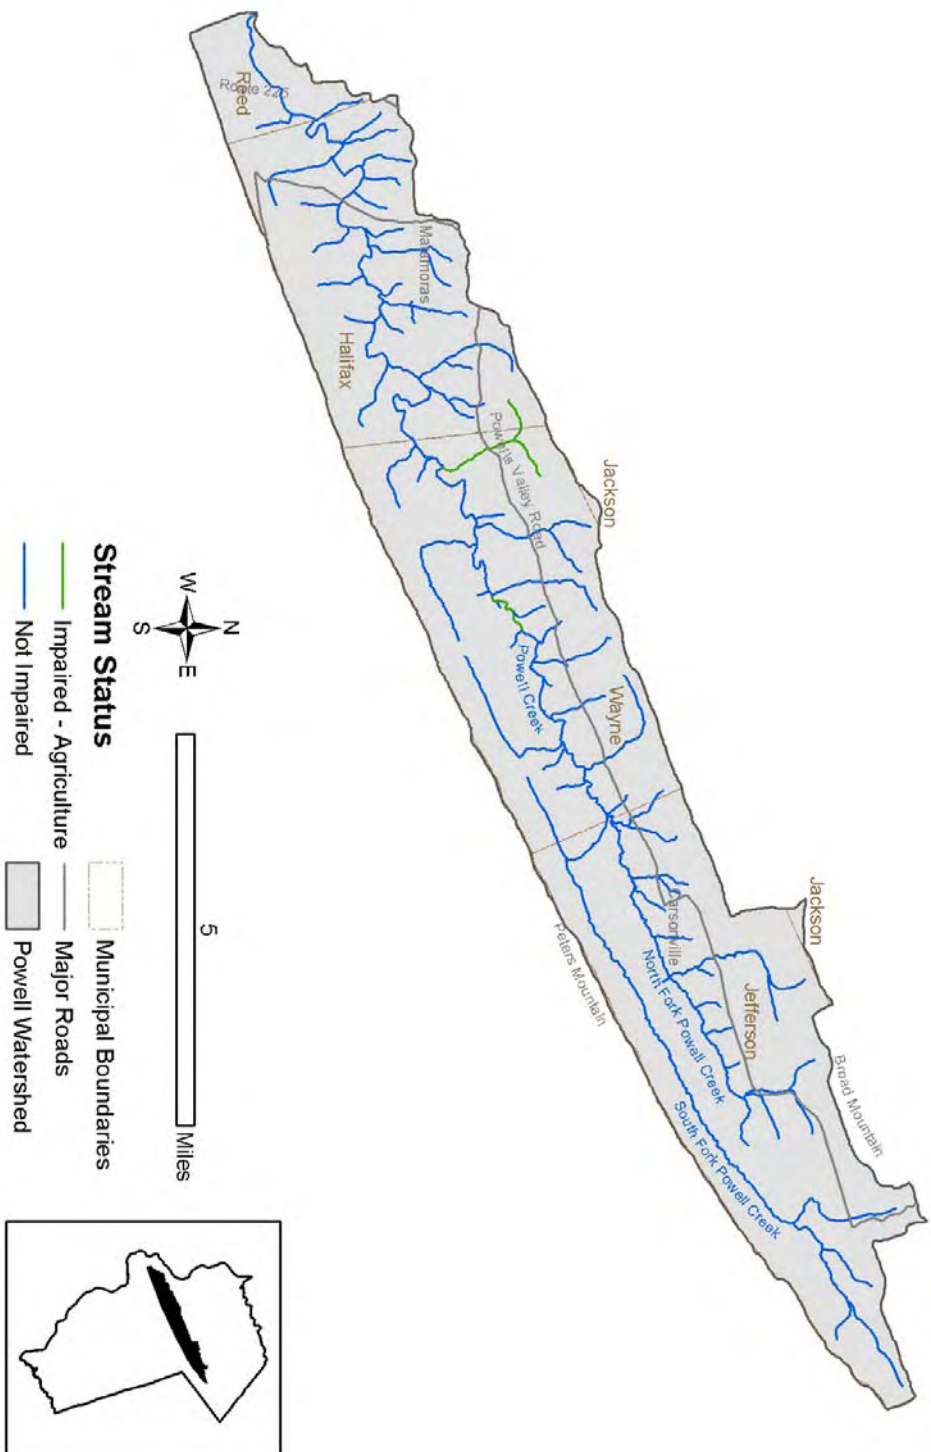 Reed
Route 225
Matamoras
Halifax
Powells Valley Road
Jackson
Powell Creek
Wayne
Peters Mountain
Carsonville
North Fork Powell Creek
Jackson
Jefferson
Broad Mountain
South Fork Powell Creek
N
W
E
S
5
Miles
Stream Status
Impaired - Agriculture
Not Impaired
Municipal Boundaries
Major Roads
Powell Watershed